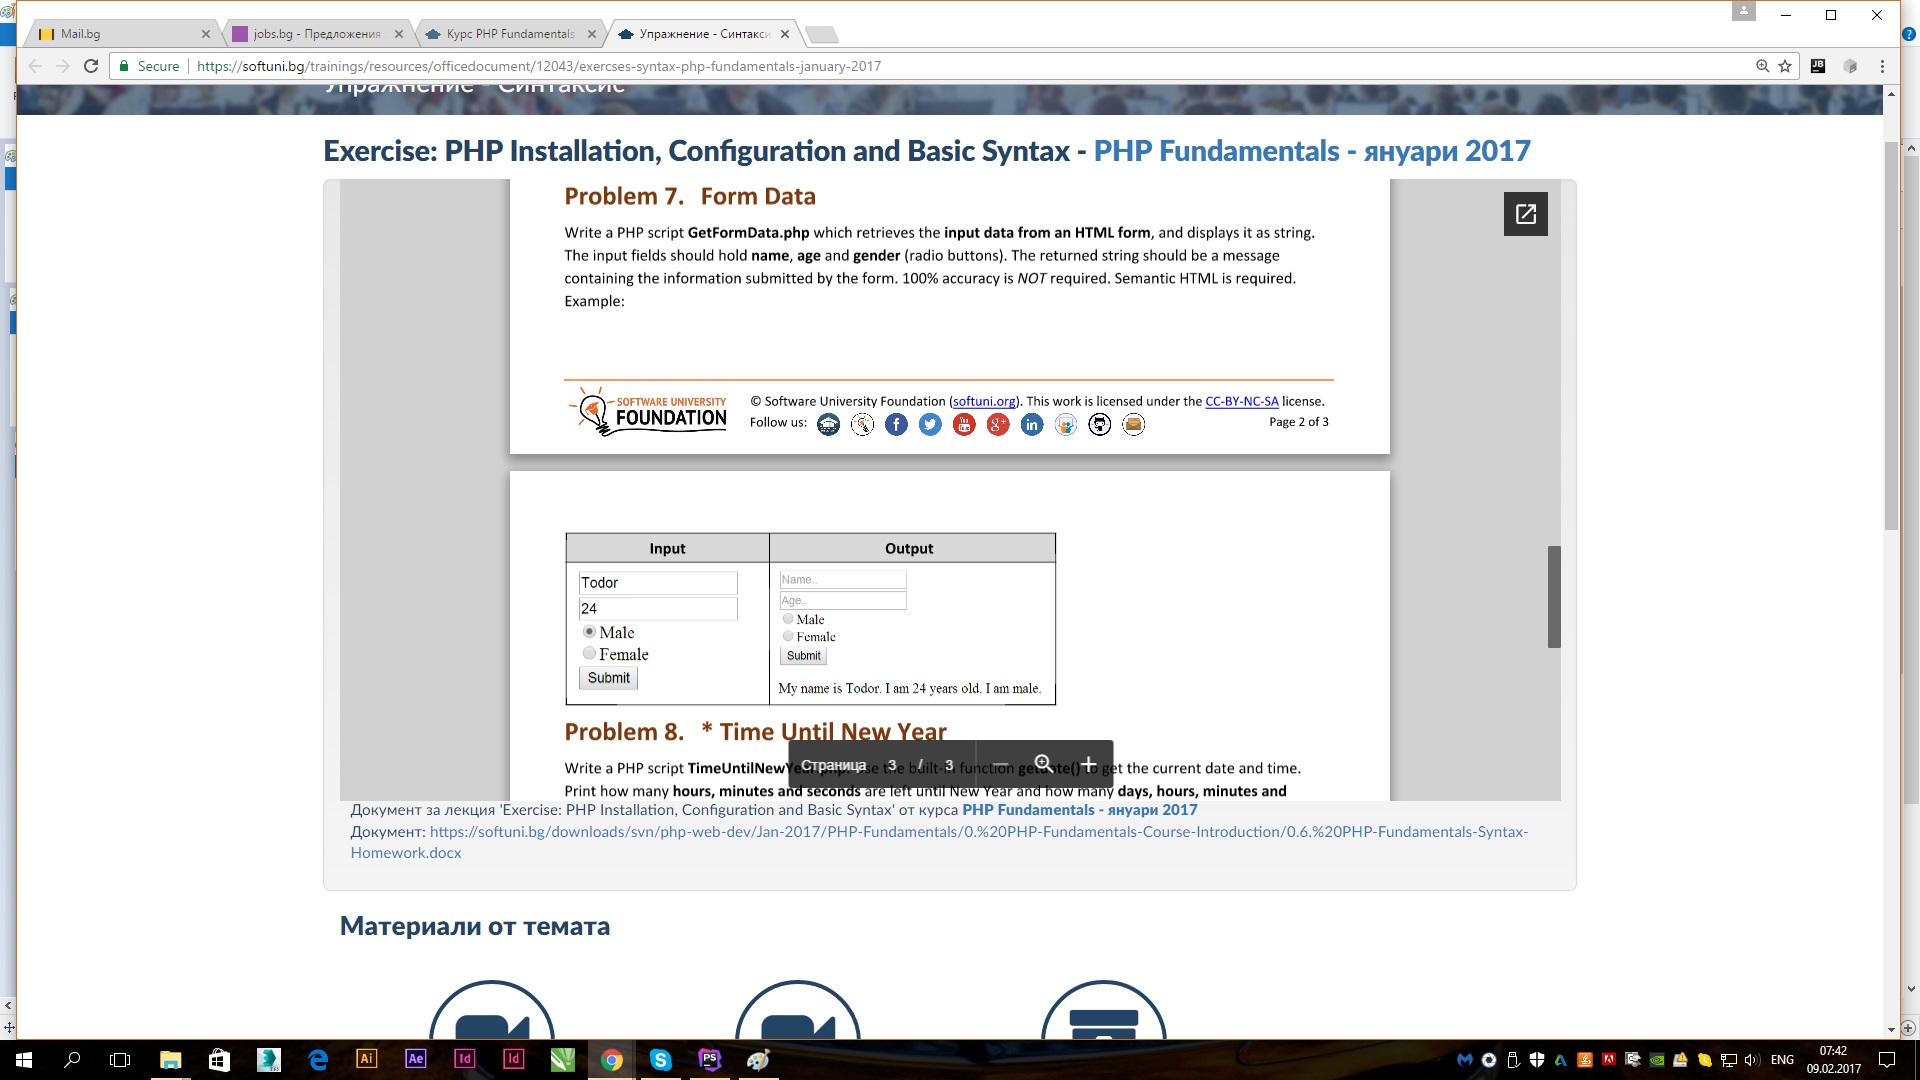 Mail.bg
jobs.bg - Предложения
Курс PHP Fundamentals
Упражнение - Синтакси
Secure
https://softuni.bg/trainings/resources/officedocument/12043/exercses-syntax-php-fundamentals-january-2017
Упражнение - Синтаксис
Exercise: PHP Installation, Configuration and Basic Syntax - PHP Fundamentals - януари 2017
Problem 7. Form Data
Write a PHP script GetFormData.php which retrieves the input data from an HTML form, and displays it as string.
The input fields should hold name, age and gender (radio buttons). The returned string should be a message
containing the information submitted by the form. 100% accuracy is NOT required. Semantic HTML is required.
Example:
SOFTWARE UNIVERSITY
FOUNDATION
© Software University Foundation (softuni.org). This work is licensed under the CC-BY-NC-SA license.
Follow us:
Page 2 of 3
Input
Output
Todor
24
Male
Female
Submit
Name..
Age..
Male
Female
Submit
My name is Todor. I am 24 years old. I am male.
Problem 8. * Time Until New Year
Write a PHP script TimeUntilNewYear.php. Use the built-in function getdate() to get the current date and time.
Print how many hours, minutes and seconds are left until New Year and how many days, hours, minutes and
Страница 3 / 3
Документ за лекция 'Exercise: PHP Installation, Configuration and Basic Syntax' от курса PHP Fundamentals - януари 2017
Документ: https://softuni.bg/downloads/svn/php-web-dev/Jan-2017/PHP-Fundamentals/0.%20PHP-Fundamentals-Course-Introduction/0.6.%20PHP-Fundamentals-Syntax-
Homework.docx
Материали от темата
ENG
07:42
09.02.2017